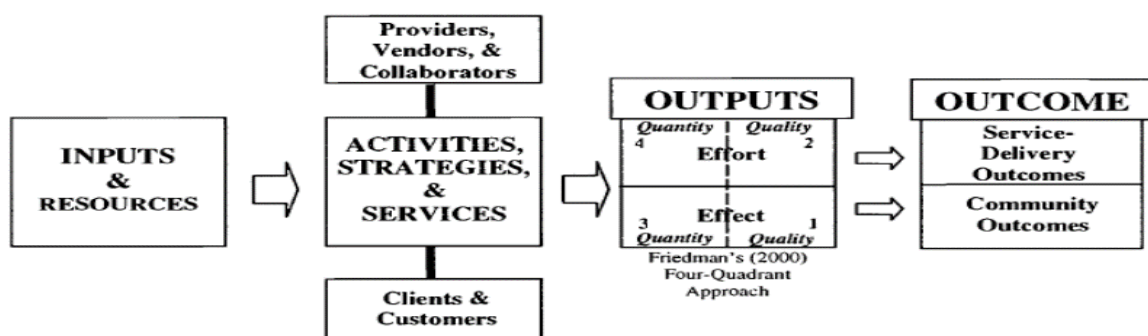 Providers,
Vendors, &
Collaborators
INPUTS
&
RESOURCES
ACTIVITIES,
STRATEGIES,
&
SERVICES
Clients &
Customers
OUTPUTS
Quantity Quality
4 2
Effort
Effect
3 1
Quantity Quality
Friedman's (2000)
Four-Quadrant
Approach
OUTCOME
Service-
Delivery
Outcomes
Community
Outcomes